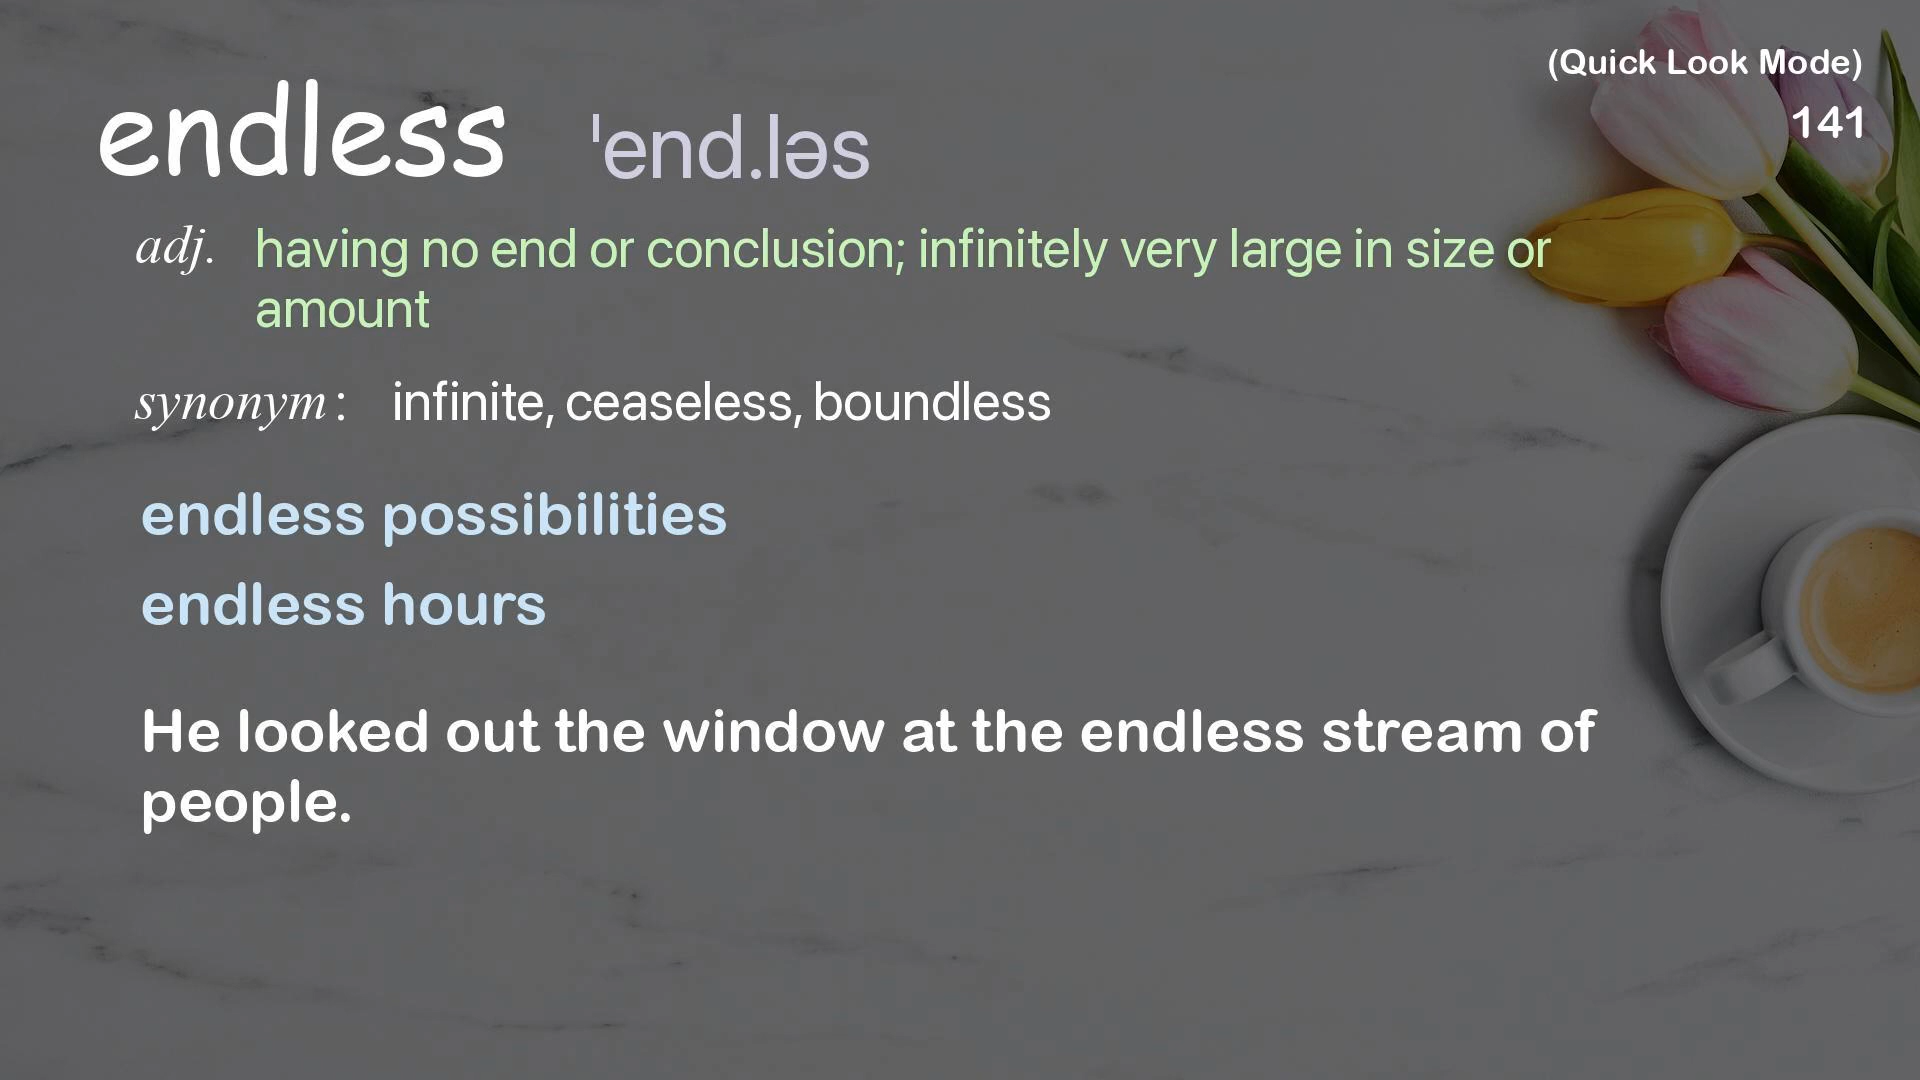 (Quick Look Mode)
141
endless ˈend.ləs
adj. having no end or conclusion; infinitely very large in size or
amount
synonym : infinite, ceaseless, boundless
endless possibilities
endless hours
He looked out the window at the endless stream of
people.